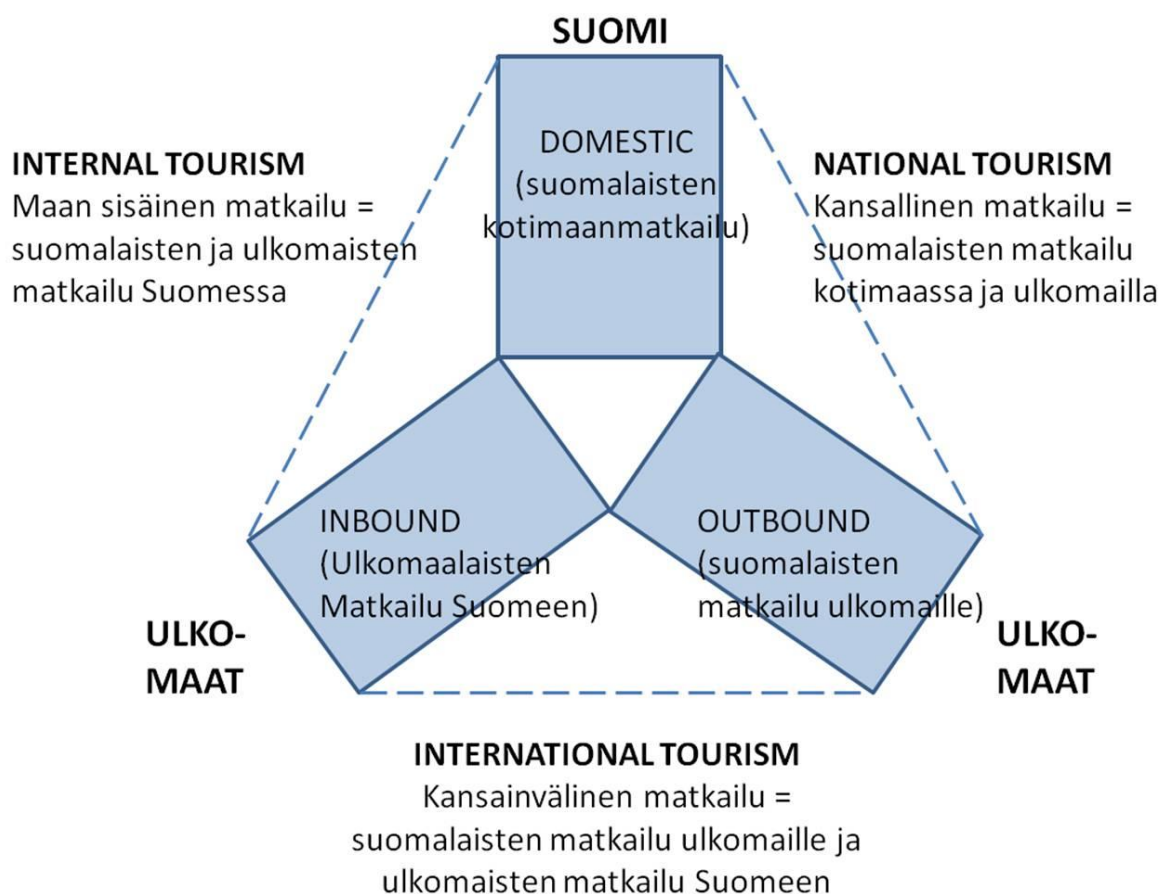 SUOMI
INTERNAL TOURISM
Maan sisäinen matkailu =
suomalaisten ja ulkomaisten
matkailu Suomessa
DOMESTIC
(suomalaisten
kotimaanmatkailu)
NATIONAL TOURISM
Kansallinen matkailu =
suomalaisten matkailu
kotimaassa ja ulkomailla
INBOUND
(Ulkomaalaisten
Matkailu Suomeen)
OUTBOUND
(suomalaisten
matkailu ulkomaille)
ULKO-
MAAT
ULKO-
MAAT
INTERNATIONAL TOURISM
Kansainvälinen matkailu =
suomalaisten matkailu ulkomaille ja
ulkomaisten matkailu Suomeen